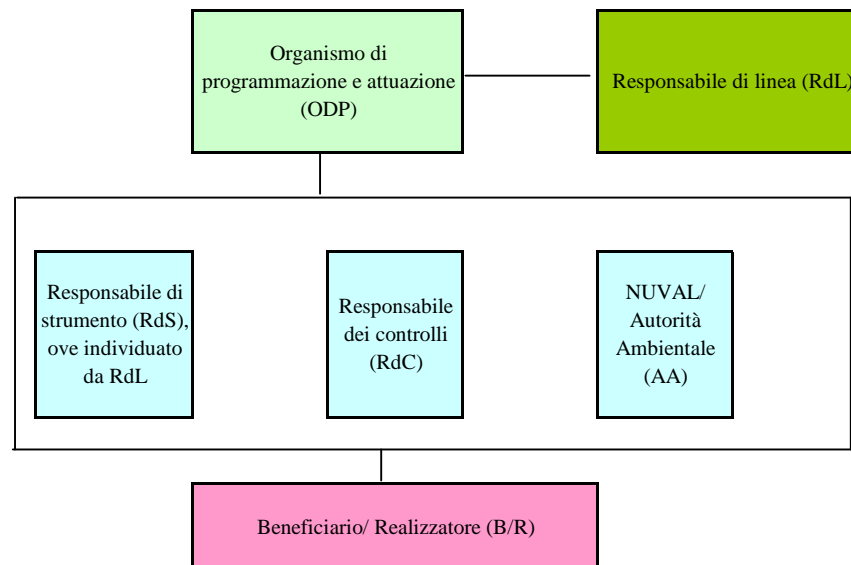 Organismo di
programmazione e attuazione
(ODP)
Responsabile di linea (RdL)
Responsabile di
strumento (RdS),
ove individuato
da RdL
Responsabile
dei controlli
(RdC)
NUVAL/
Autorità
Ambientale
(AA)
Beneficiario/ Realizzatore (B/R)